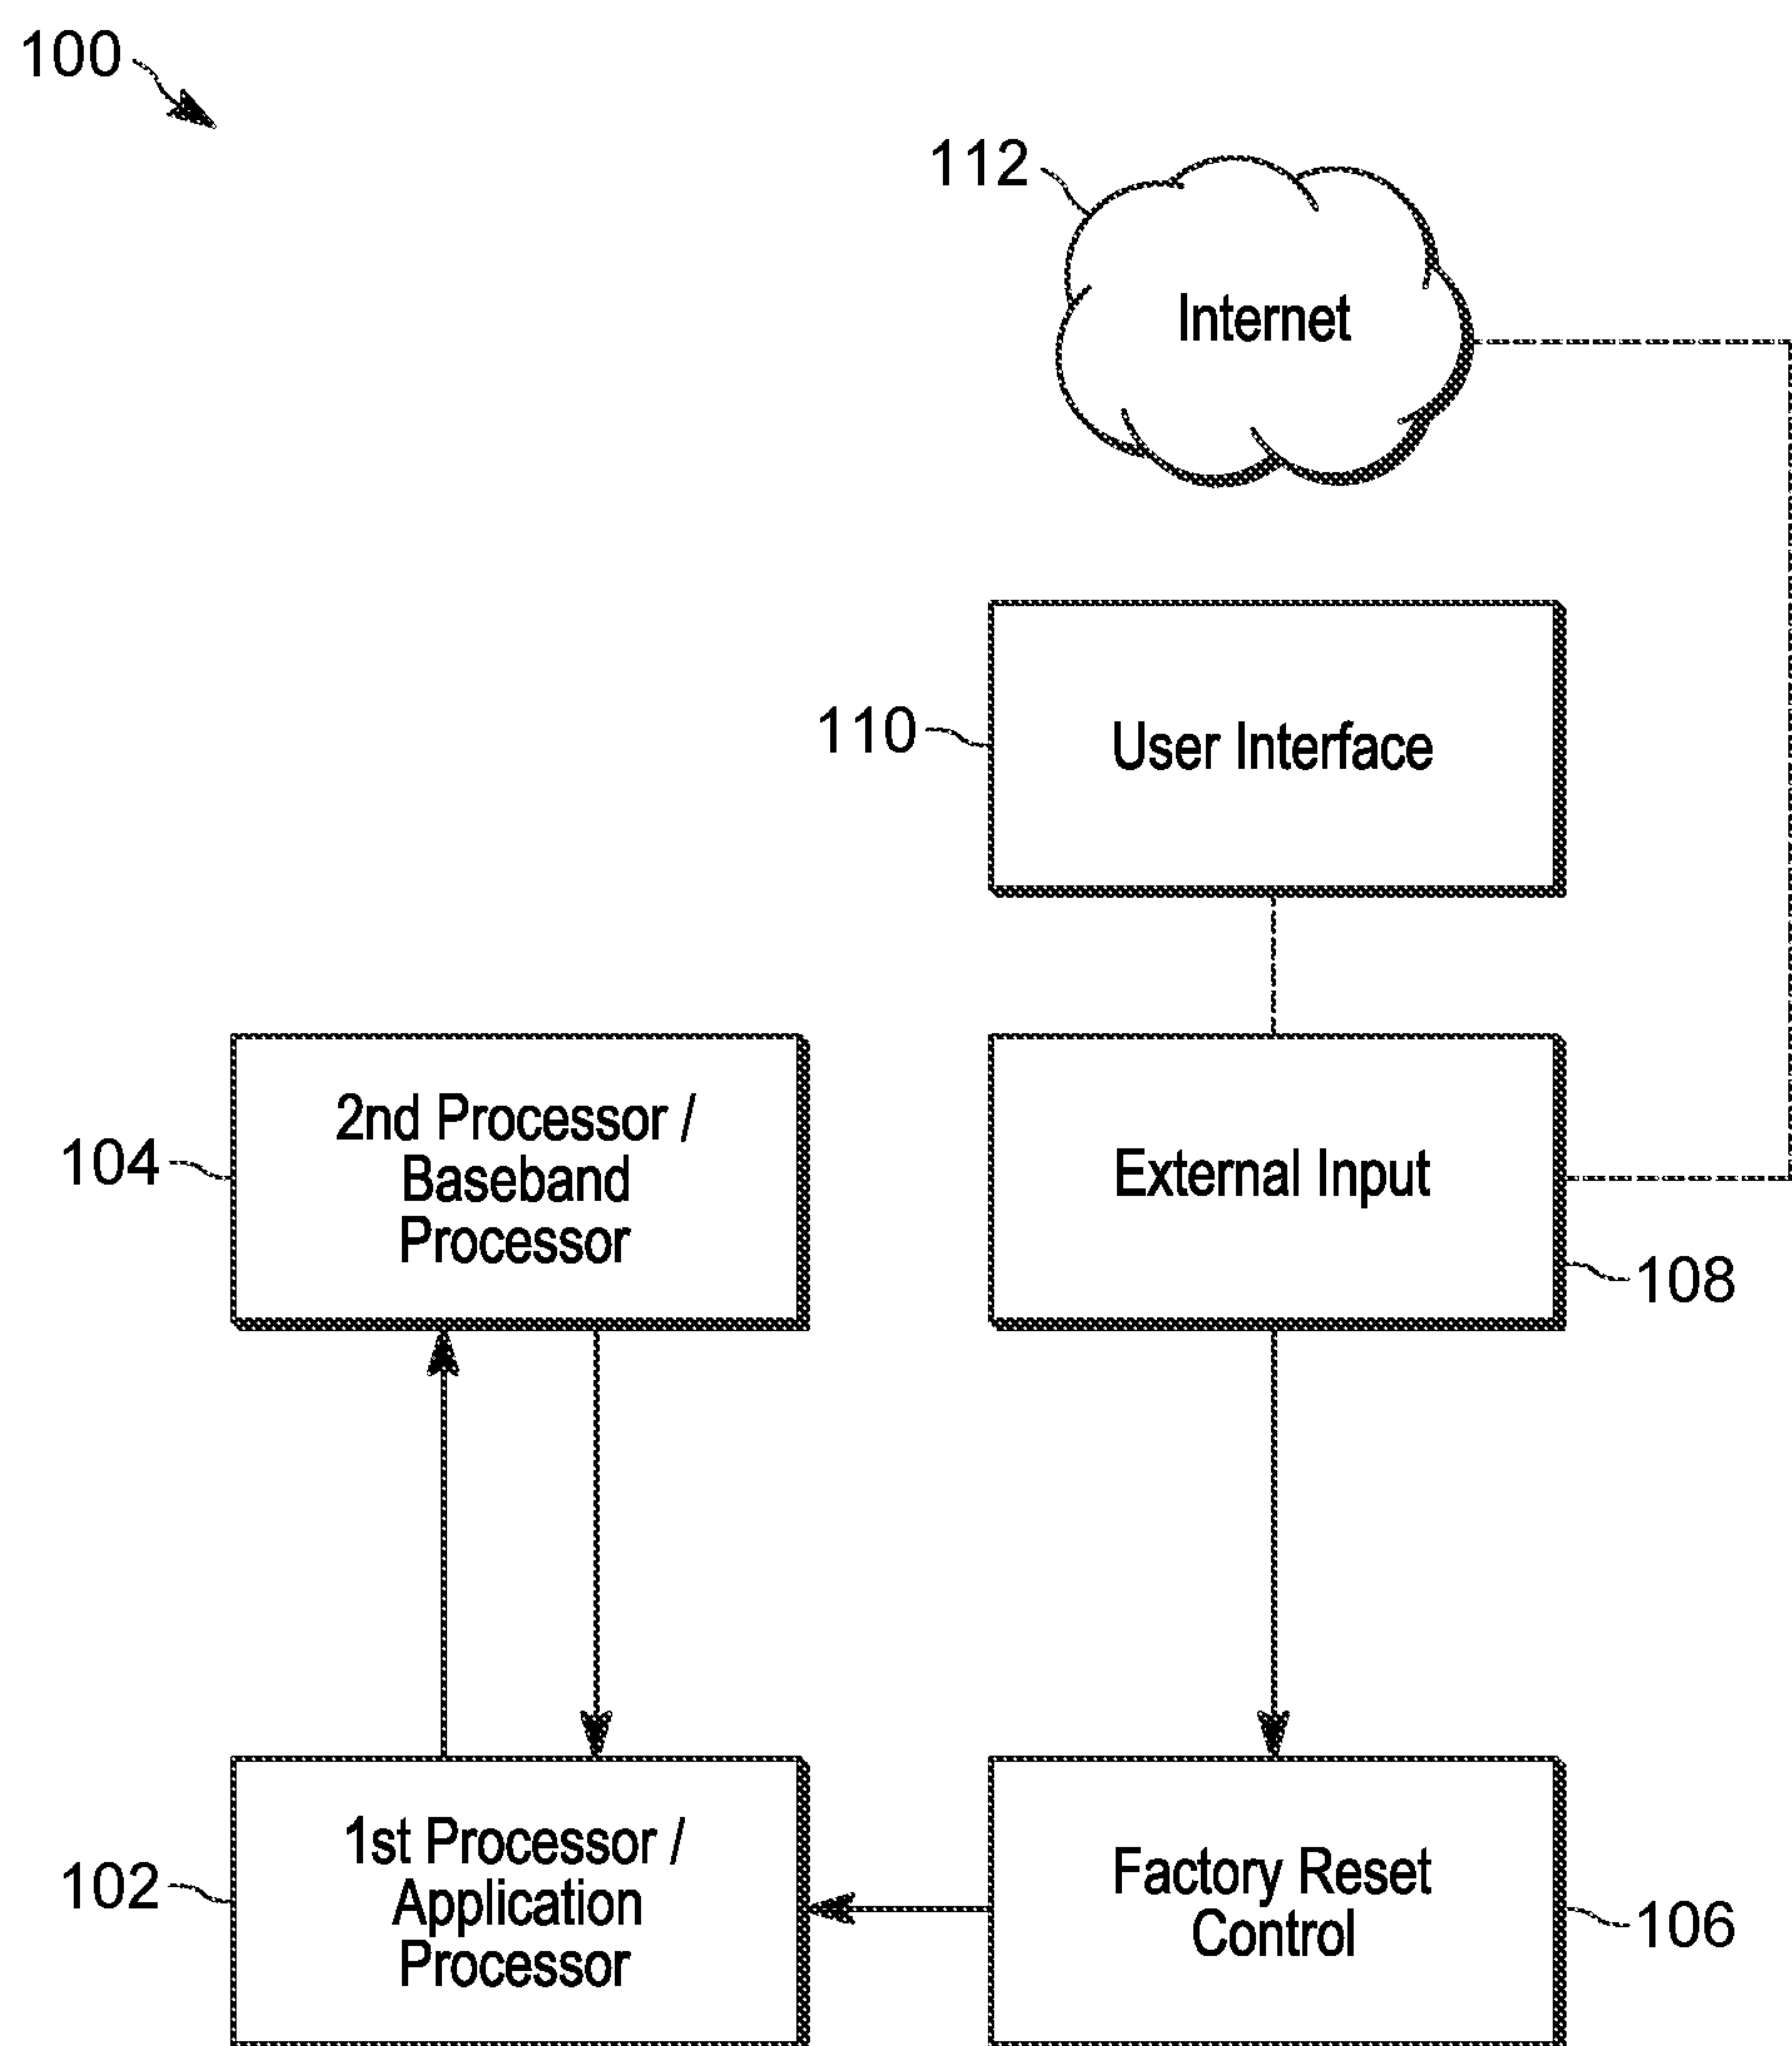 100
112
Internet
110
User Interface
104
2nd Processor /
Baseband
Processor
External Input
108
102
1st Processor /
Application
Processor
Factory Reset
Control
106